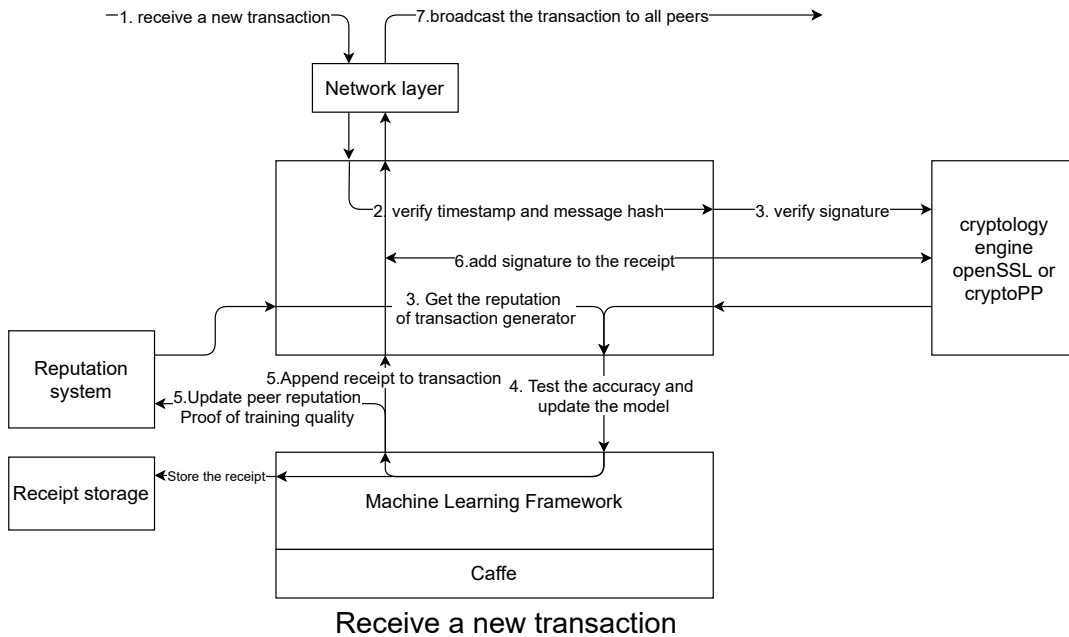 1. receive a new transaction
7.broadcast the transaction to all peers
Network layer
2. verify timestamp and message hash
3. verify signature
cryptology
engine
openSSL or
cryptoPP
6.add signature to the receipt
3. Get the reputation
of transaction generator
Reputation
system
5.Append receipt to transaction
5.Update peer reputation
Proof of training quality
4. Test the accuracy and
update the model
Store the receipt
Receipt storage
Machine Learning Framework
Caffe
Receive a new transaction